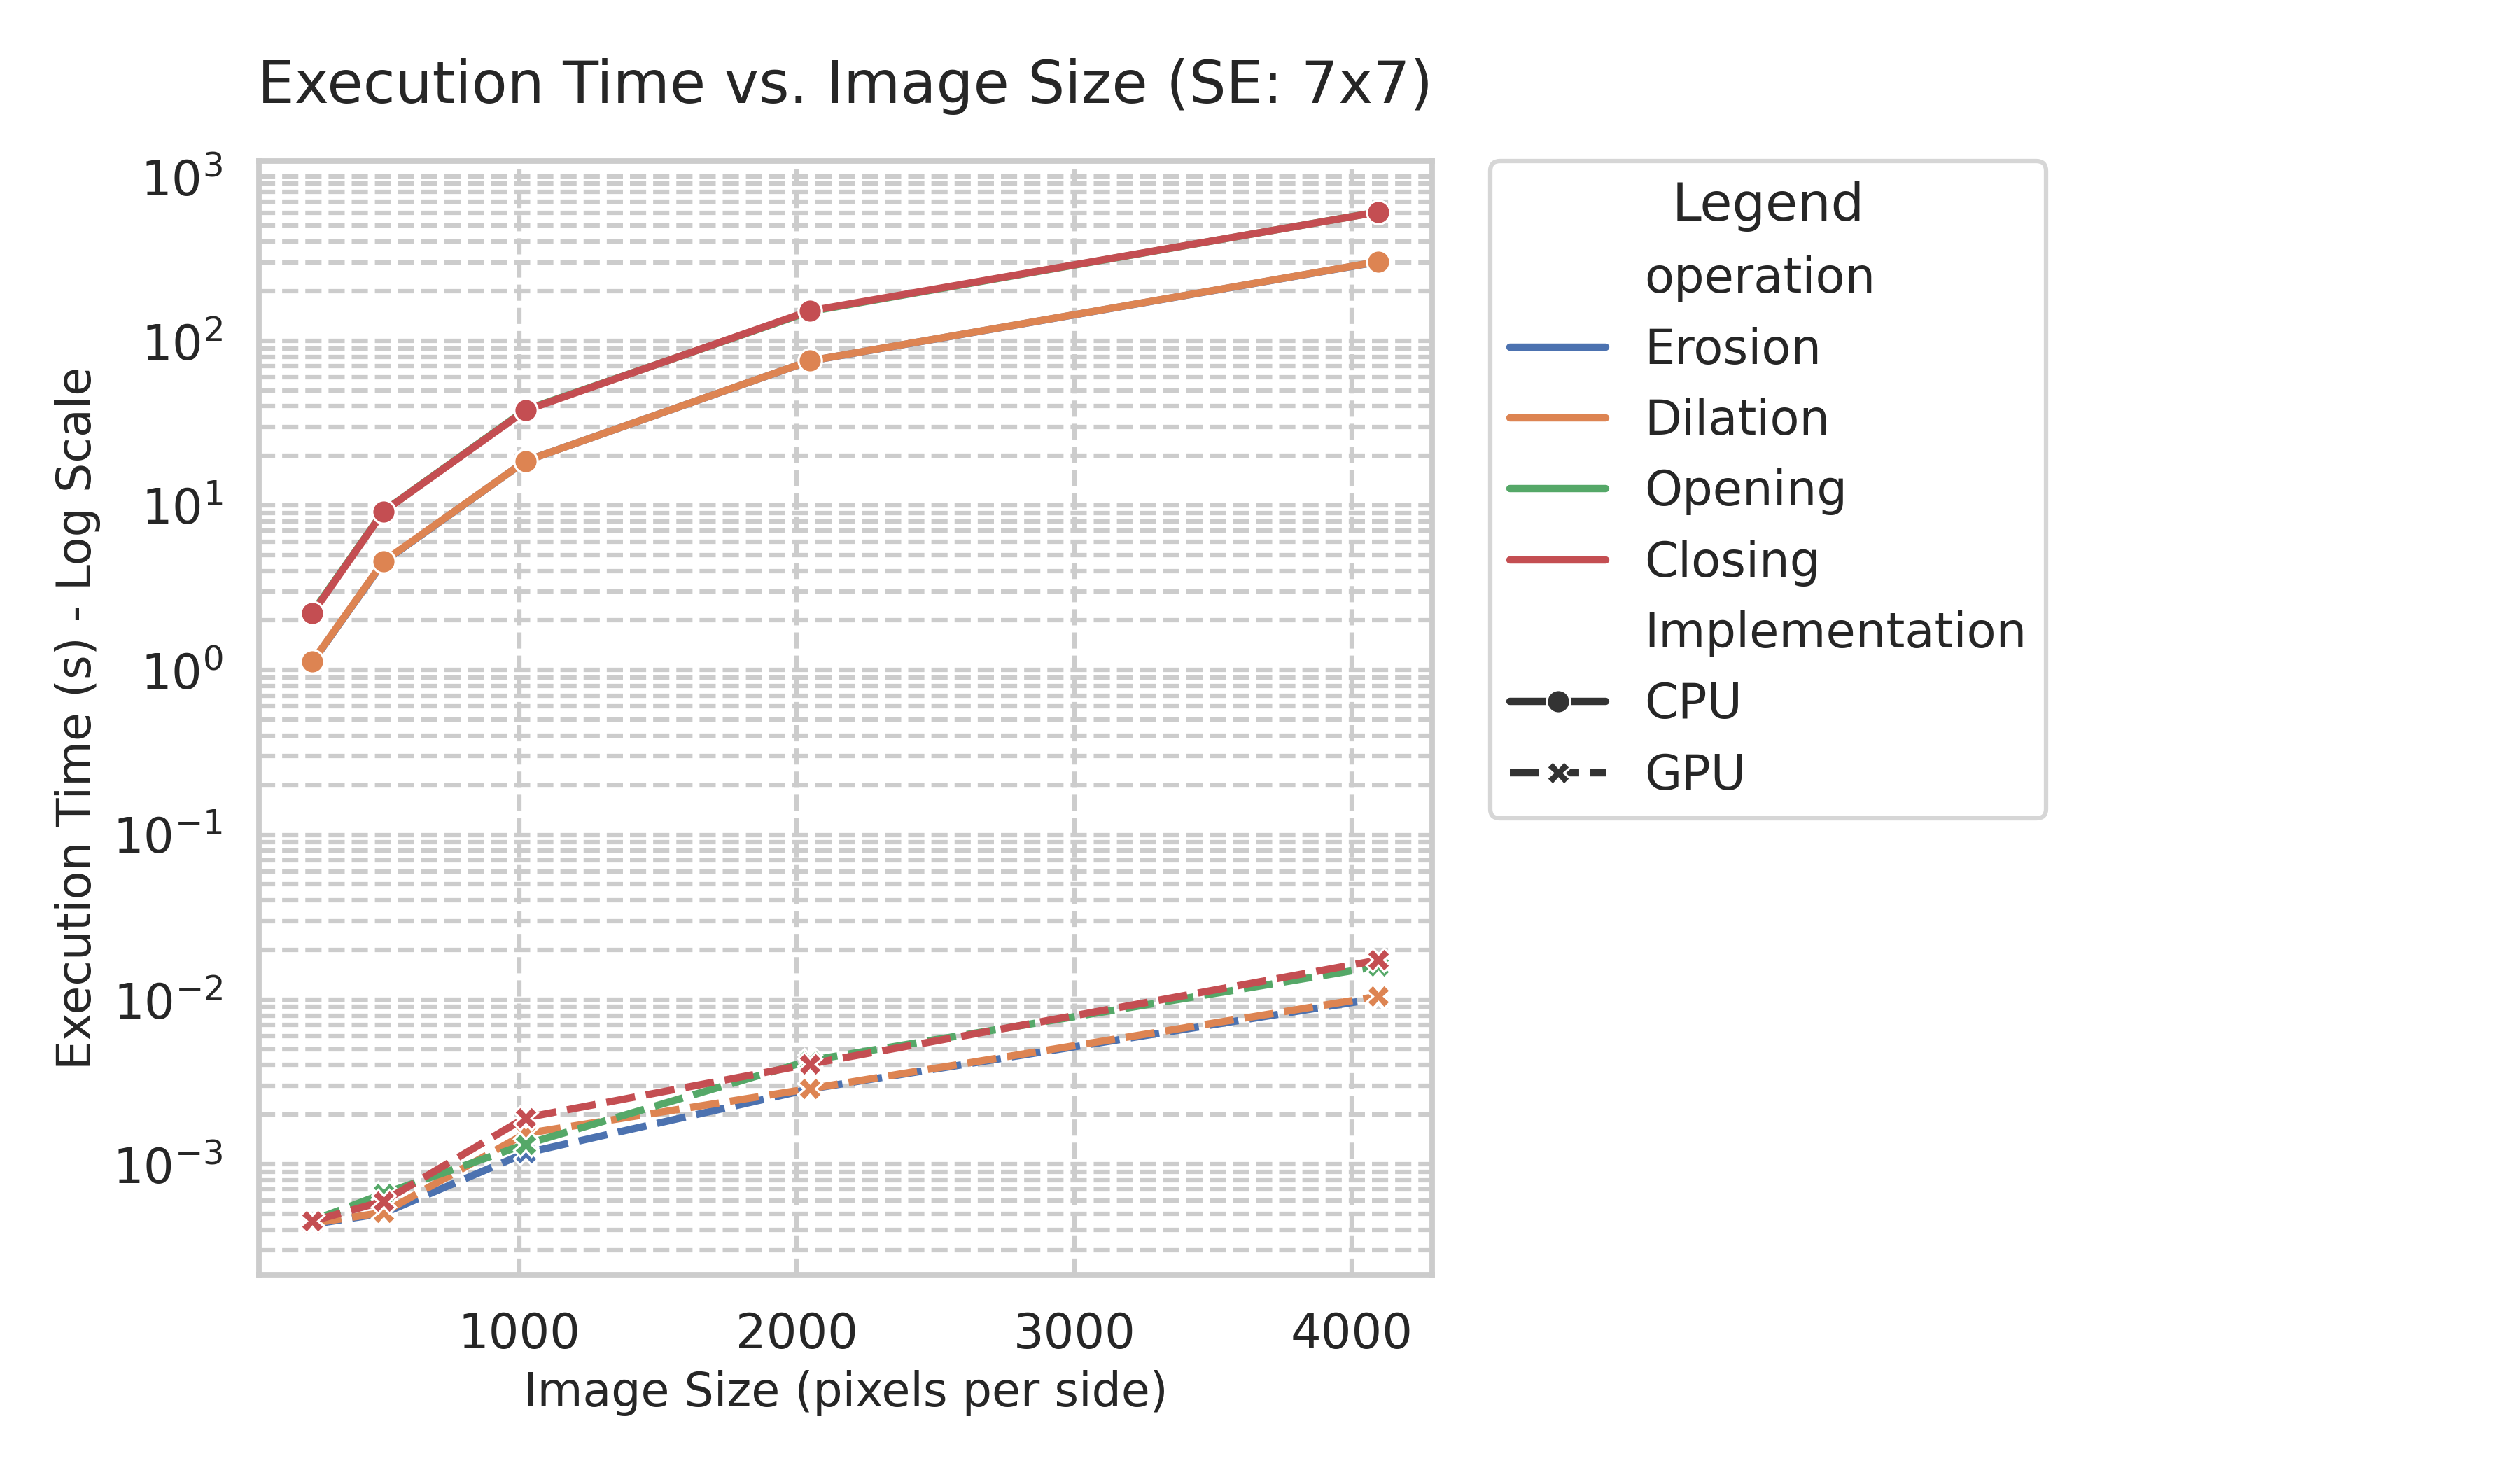 Execution Time vs. Image Size (SE: 7x7)
Execution Time (s) - Log Scale
10³
10²
10¹
10⁰
10⁻¹
10⁻²
10⁻³
1000 2000 3000 4000
Image Size (pixels per side)
Legend
operation
Erosion
Dilation
Opening
Closing
Implementation
CPU
GPU